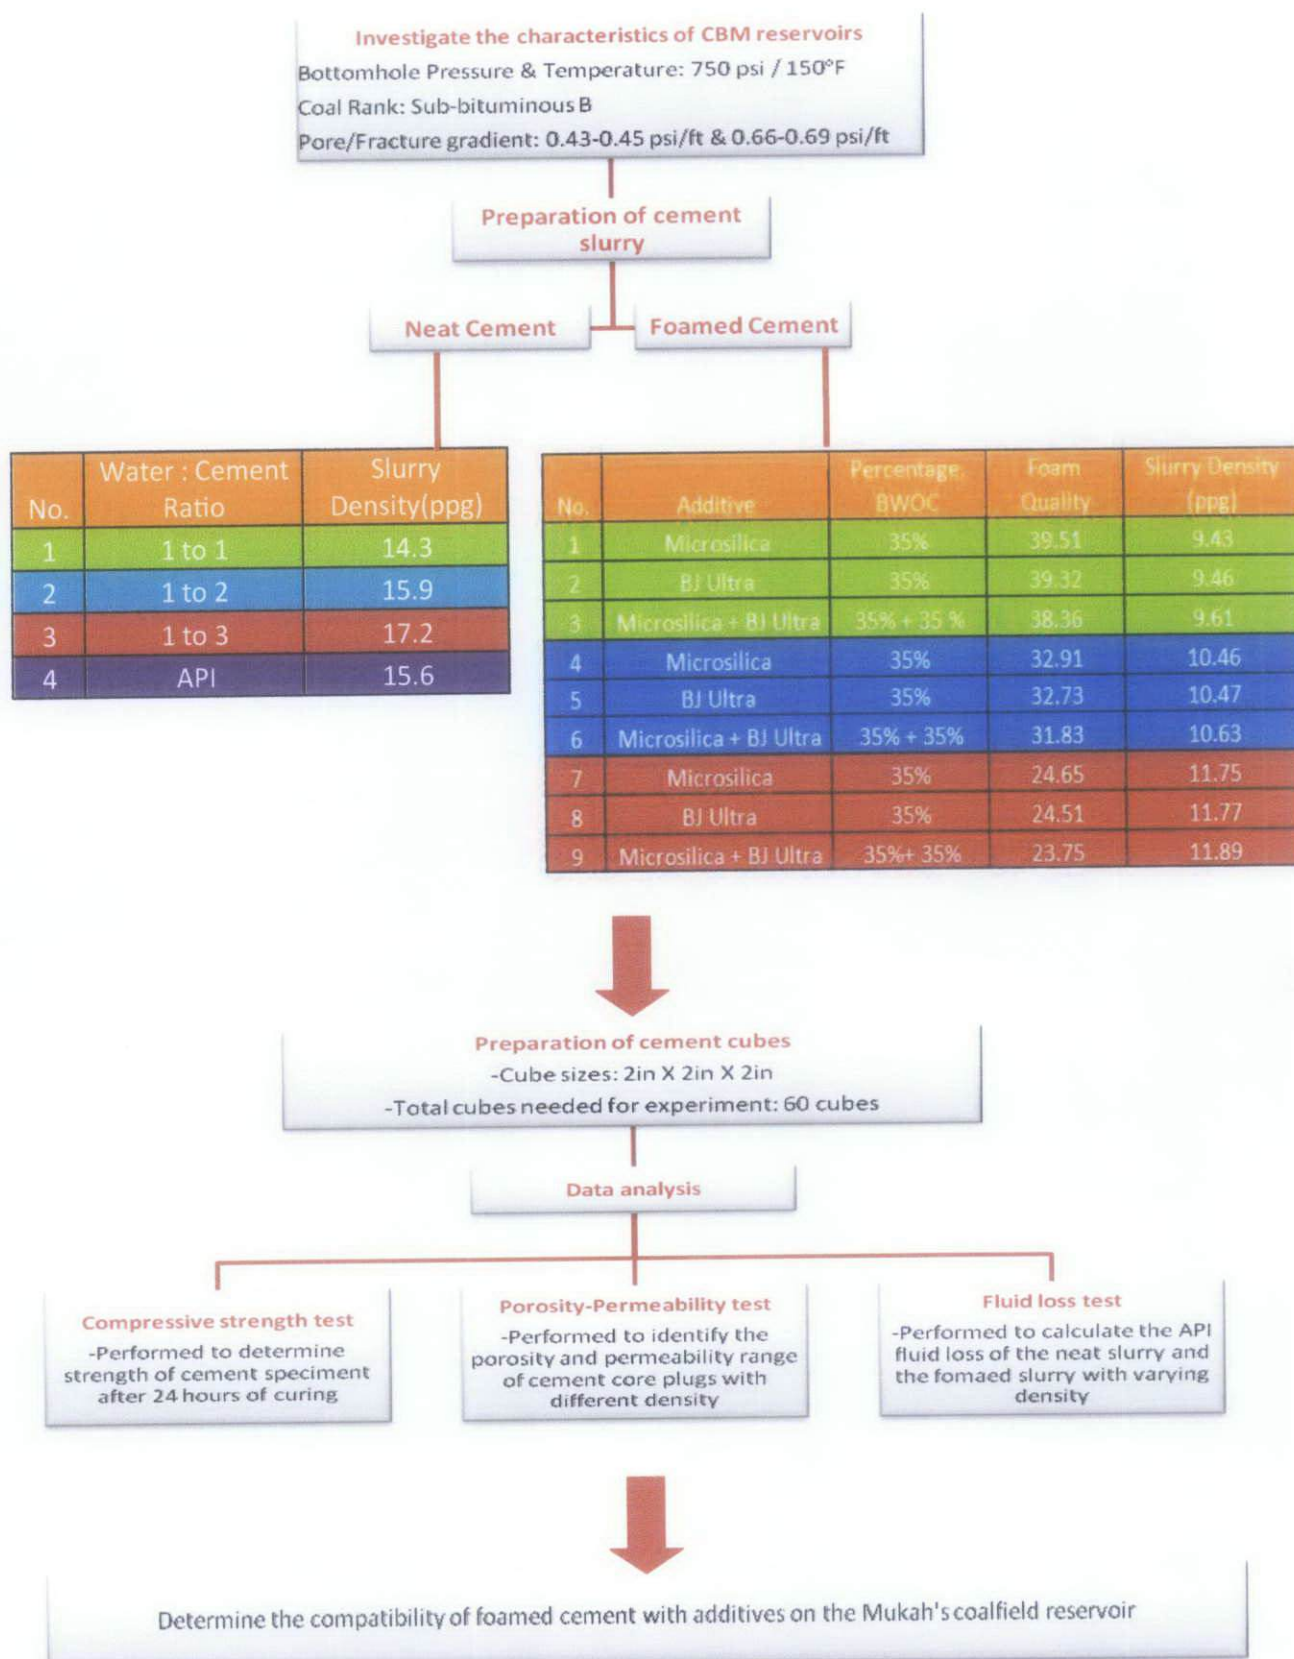 Investigate the characteristics of CBM reservoirs
Bottomhole Pressure & Temperature: 750 psi / 150°F
Coal Rank: Sub-bituminous B
Pore/Fracture gradient: 0.43-0.45 psi/ft & 0.66-0.69 psi/ft
Preparation of cement
slurry
Neat Cement
Foamed Cement
No. Water : Cement Ratio Slurry Density(ppg)
1 1 to 1 14.3
2 1 to 2 15.9
3 1 to 3 17.2
4 API 15.6
No. Additive Percentage, BWOC Foam Quality Slurry Density (ppg)
1 Microsilica 35% 39.51 9.43
2 BJ Ultra 35% 39.32 9.46
3 Microsilica + BJ Ultra 35% + 35 % 38.36 9.61
4 Microsilica 35% 32.91 10.46
5 BJ Ultra 35% 32.73 10.47
6 Microsilica + BJ Ultra 35% + 35% 31.83 10.63
7 Microsilica 35% 24.65 11.75
8 BJ Ultra 35% 24.51 11.77
9 Microsilica + BJ Ultra 35%+ 35% 23.75 11.89
Preparation of cement cubes
-Cube sizes: 2in X 2in X 2in
-Total cubes needed for experiment: 60 cubes
Data analysis
Compressive strength test
-Performed to determine
strength of cement speciment
after 24 hours of curing
Porosity-Permeability test
-Performed to identify the
porosity and permeability range
of cement core plugs with
different density
Fluid loss test
-Performed to calculate the API
fluid loss of the neat slurry and
the fomaed slurry with varying
density
Determine the compatibility of foamed cement with additives on the Mukah's coalfield reservoir